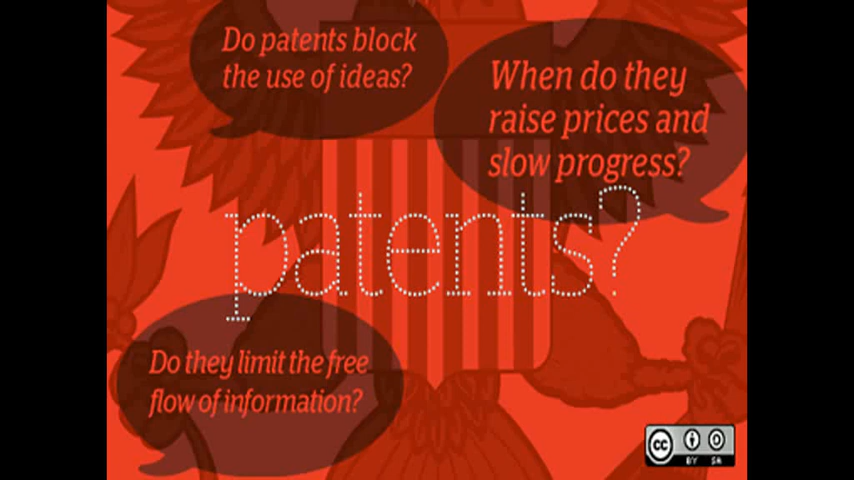 Do patents block
the use of ideas?
When do they
raise prices and
slow progress?
patents?
Do they limit the free
flow of information?
cc
BY SA